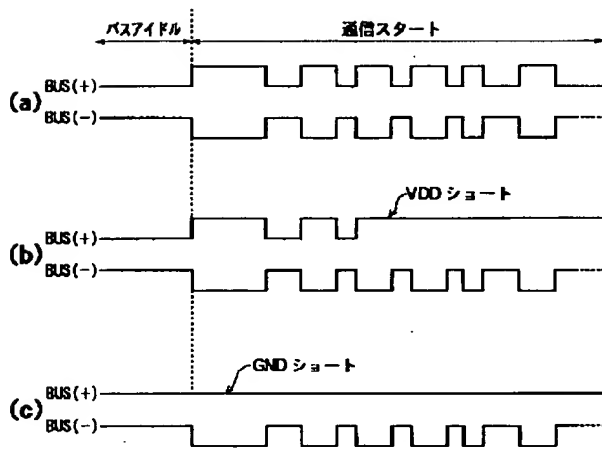 バスアイドル 通信スタート
BUS(+)
(a)
BUS(-)
VDD ショート
BUS(+)
(b)
BUS(-)
GND ショート
BUS(+)
(c)
BUS(-)